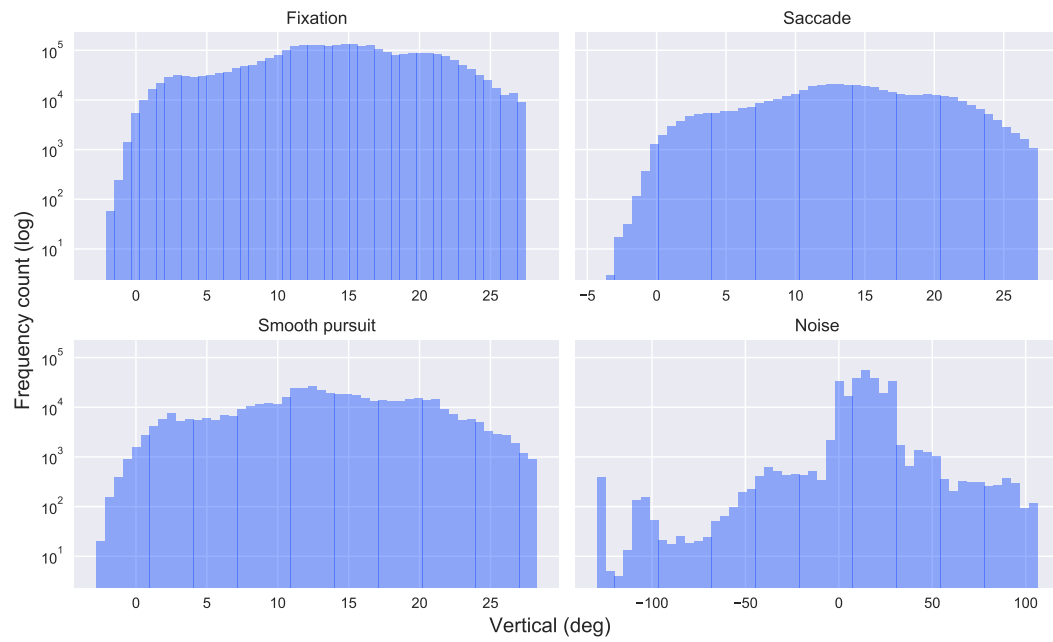 Fixation
Saccade
10^5
10^4
10^3
10^2
10^1
0 5 10 15 20 25
−5 0 5 10 15 20 25
Frequency count (log)
Smooth pursuit
Noise
10^5
10^4
10^3
10^2
10^1
0 5 10 15 20 25
−100 −50 0 50 100
Vertical (deg)